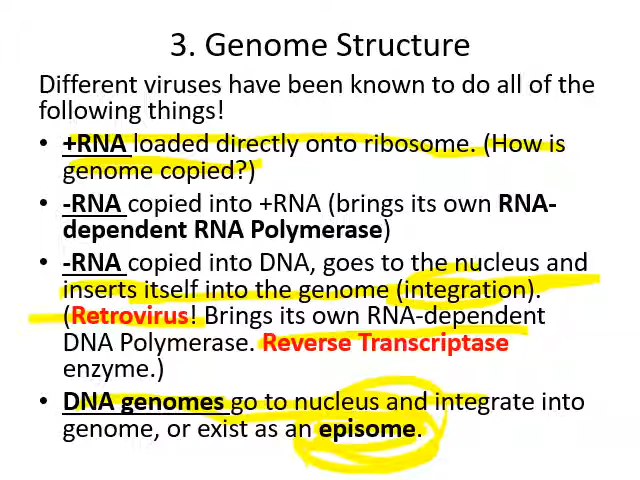 3. Genome Structure
Different viruses have been known to do all of the
following things!
• +RNA loaded directly onto ribosome. (How is
genome copied?)
• -RNA copied into +RNA (brings its own RNA-
dependent RNA Polymerase)
• -RNA copied into DNA, goes to the nucleus and
inserts itself into the genome (integration).
(Retrovirus! Brings its own RNA-dependent
DNA Polymerase. Reverse Transcriptase
enzyme.)
• DNA genomes go to nucleus and integrate into
genome, or exist as an episome.